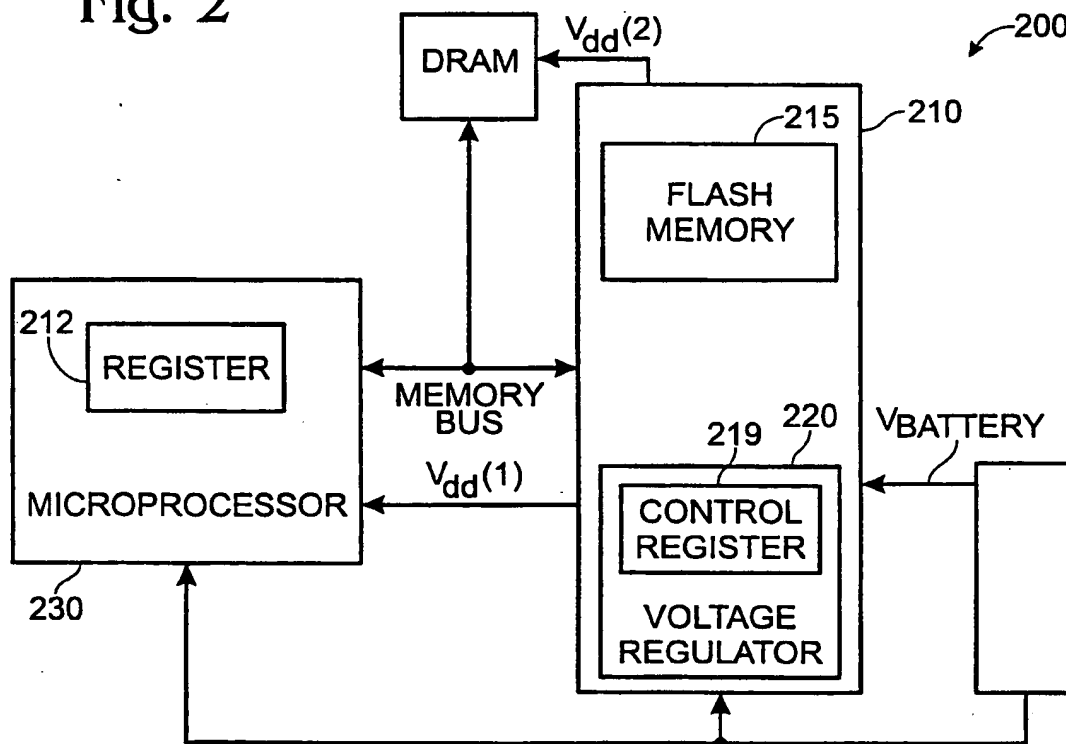 Fig. 2
200
DRAM
Vdd(2)
215
210
FLASH
MEMORY
212
REGISTER
MEMORY
BUS
220
VBATTERY
219
Vdd(1)
CONTROL
REGISTER
MICROPROCESSOR
230
VOLTAGE
REGULATOR